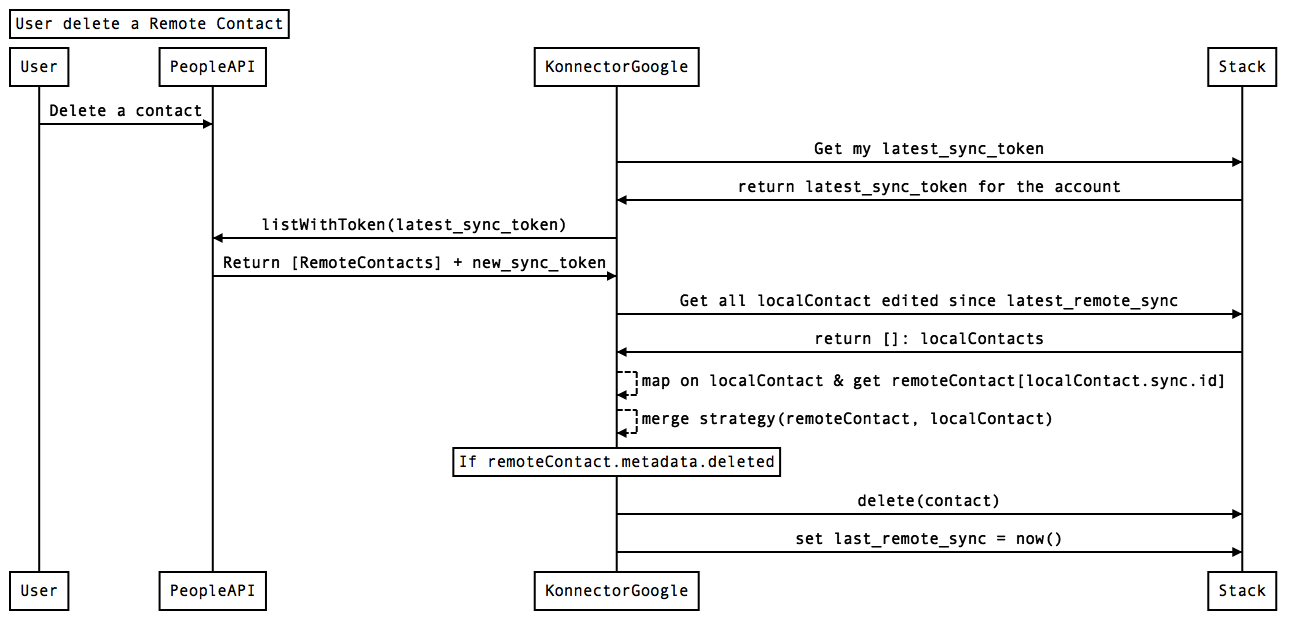 User delete a Remote Contact
User
PeopleAPI
KonnectorGoogle
Stack
Delete a contact
Get my latest_sync_token
return latest_sync_token for the account
listWithToken(latest_sync_token)
Return [RemoteContacts] + new_sync_token
Get all localContact edited since latest_remote_sync
return []: localContacts
map on localContact & get remoteContact[localContact.sync.id]
merge strategy(remoteContact, localContact)
If remoteContact.metadata.deleted
delete(contact)
set last_remote_sync = now()
User
PeopleAPI
KonnectorGoogle
Stack